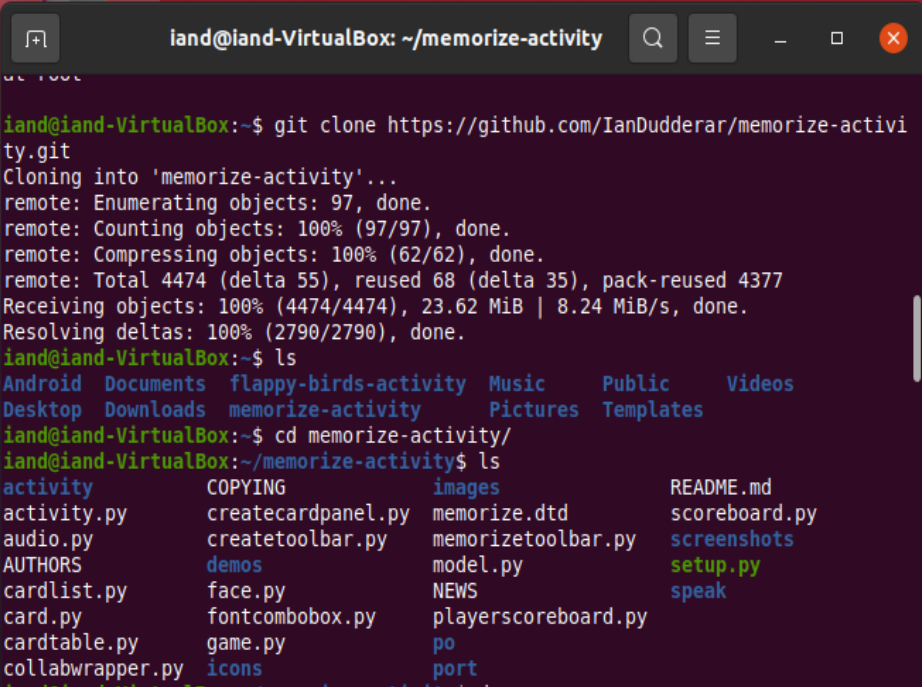 iand@iand-VirtualBox: ~/memorize-activity
iand@iand-VirtualBox:~$ git clone https://github.com/IanDudderar/memorize-activi
ty.git
Cloning into 'memorize-activity'...
remote: Enumerating objects: 97, done.
remote: Counting objects: 100% (97/97), done.
remote: Compressing objects: 100% (62/62), done.
remote: Total 4474 (delta 55), reused 68 (delta 35), pack-reused 4377
Receiving objects: 100% (4474/4474), 23.62 MiB | 8.24 MiB/s, done.
Resolving deltas: 100% (2790/2790), done.
iand@iand-VirtualBox:~$ ls
Android  Documents  flappy-birds-activity  Music     Public     Videos
Desktop  Downloads  memorize-activity      Pictures  Templates
iand@iand-VirtualBox:~$ cd memorize-activity/
iand@iand-VirtualBox:~/memorize-activity$ ls
activity          COPYING             images              README.md
activity.py       createcardpanel.py  memorize.dtd        scoreboard.py
audio.py          createtoolbar.py    memorizetoolbar.py  screenshots
AUTHORS           demos               model.py            setup.py
cardlist.py       face.py             NEWS                speak
card.py           fontcombobox.py     playerscoreboard.py
cardtable.py      game.py             po
collabwrapper.py  icons               port